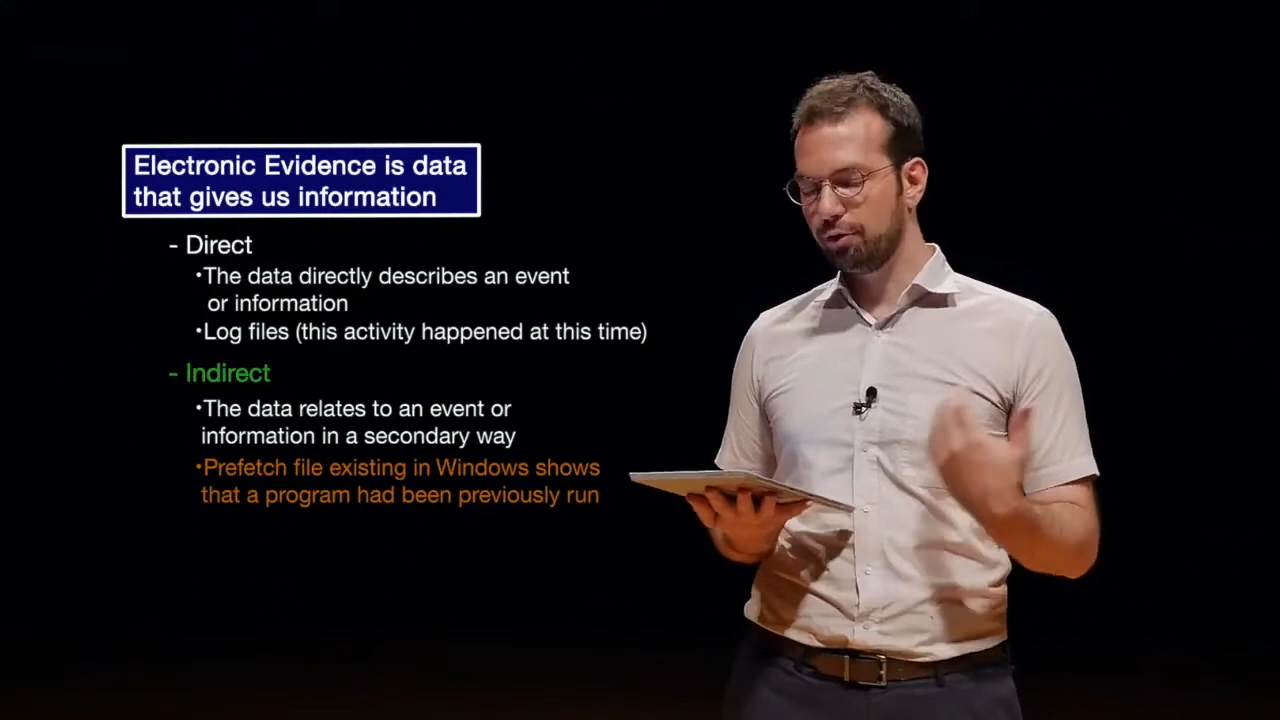 Electronic Evidence is data
that gives us information
- Direct
•The data directly describes an event
or information
•Log files (this activity happened at this time)
- Indirect
•The data relates to an event or
information in a secondary way
•Prefetch file existing in Windows shows
that a program had been previously run